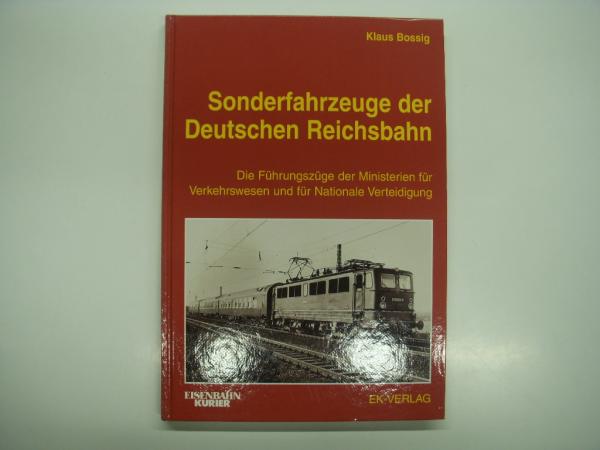 Klaus Bossig
Sonderfahrzeuge der
Deutschen Reichsbahn
Die Führungszüge der Ministerien für
Verkehrswesen und für Nationale Verteidigung
EISENBAHN
KURIER
EK-VERLAG